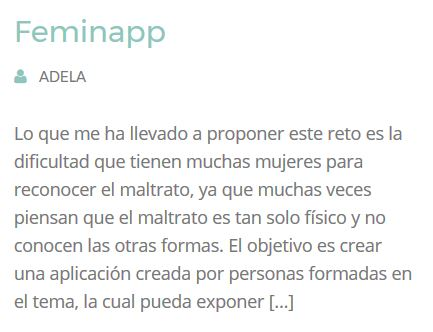 Feminapp
ADELA
Lo que me ha llevado a proponer este reto es la
dificultad que tienen muchas mujeres para
reconocer el maltrato, ya que muchas veces
piensan que el maltrato es tan solo físico y no
conocen las otras formas. El objetivo es crear
una aplicación creada por personas formadas en
el tema, la cual pueda exponer [...]